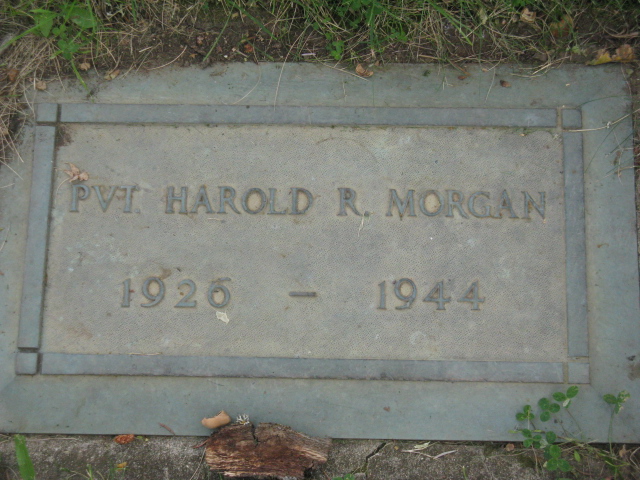 PVT. HAROLD R. MORGAN
1926 – 1944